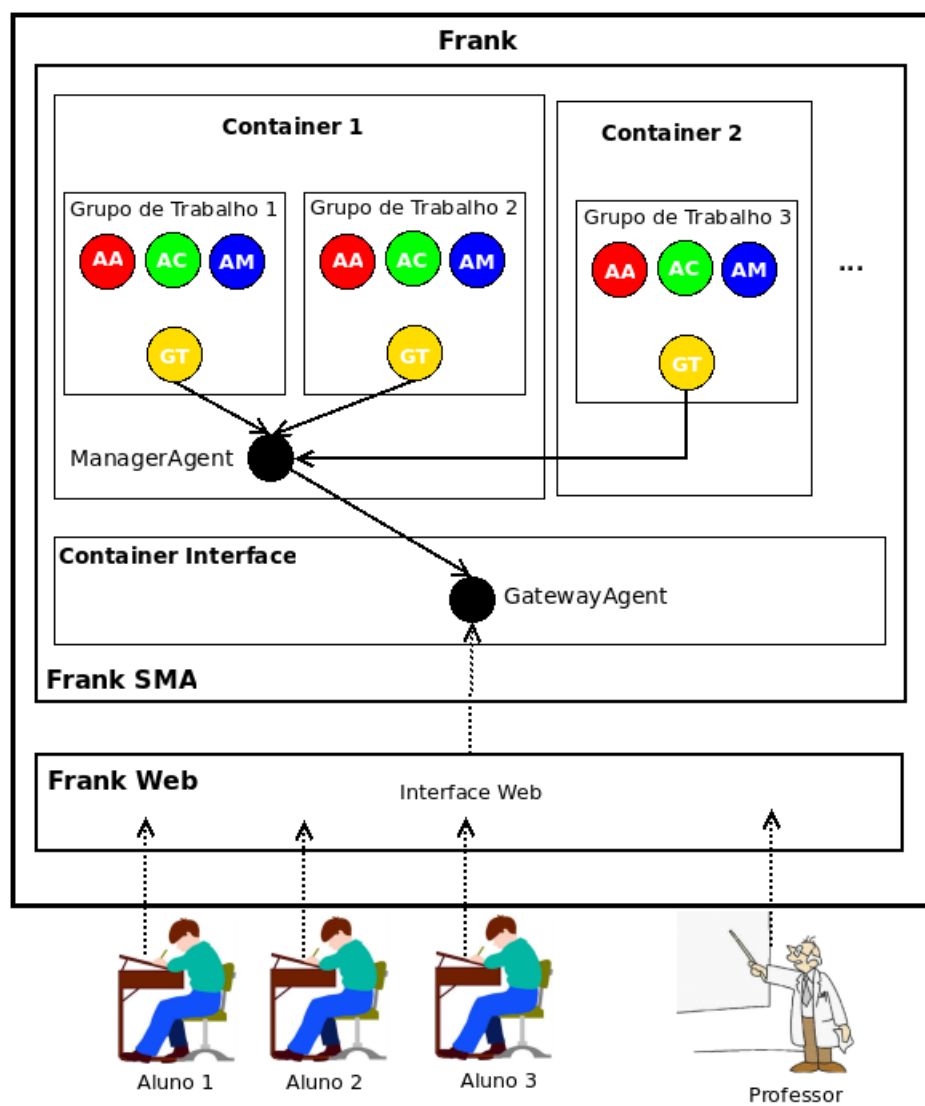 Frank
Container 1
Container 2
Grupo de Trabalho 1
Grupo de Trabalho 2
Grupo de Trabalho 3
AA AC AM
AA AC AM
AA AC AM
...
GT
GT
GT
ManagerAgent
Container Interface
GatewayAgent
Frank SMA
Frank Web
Interface Web
Aluno 1
Aluno 2
Aluno 3
Professor